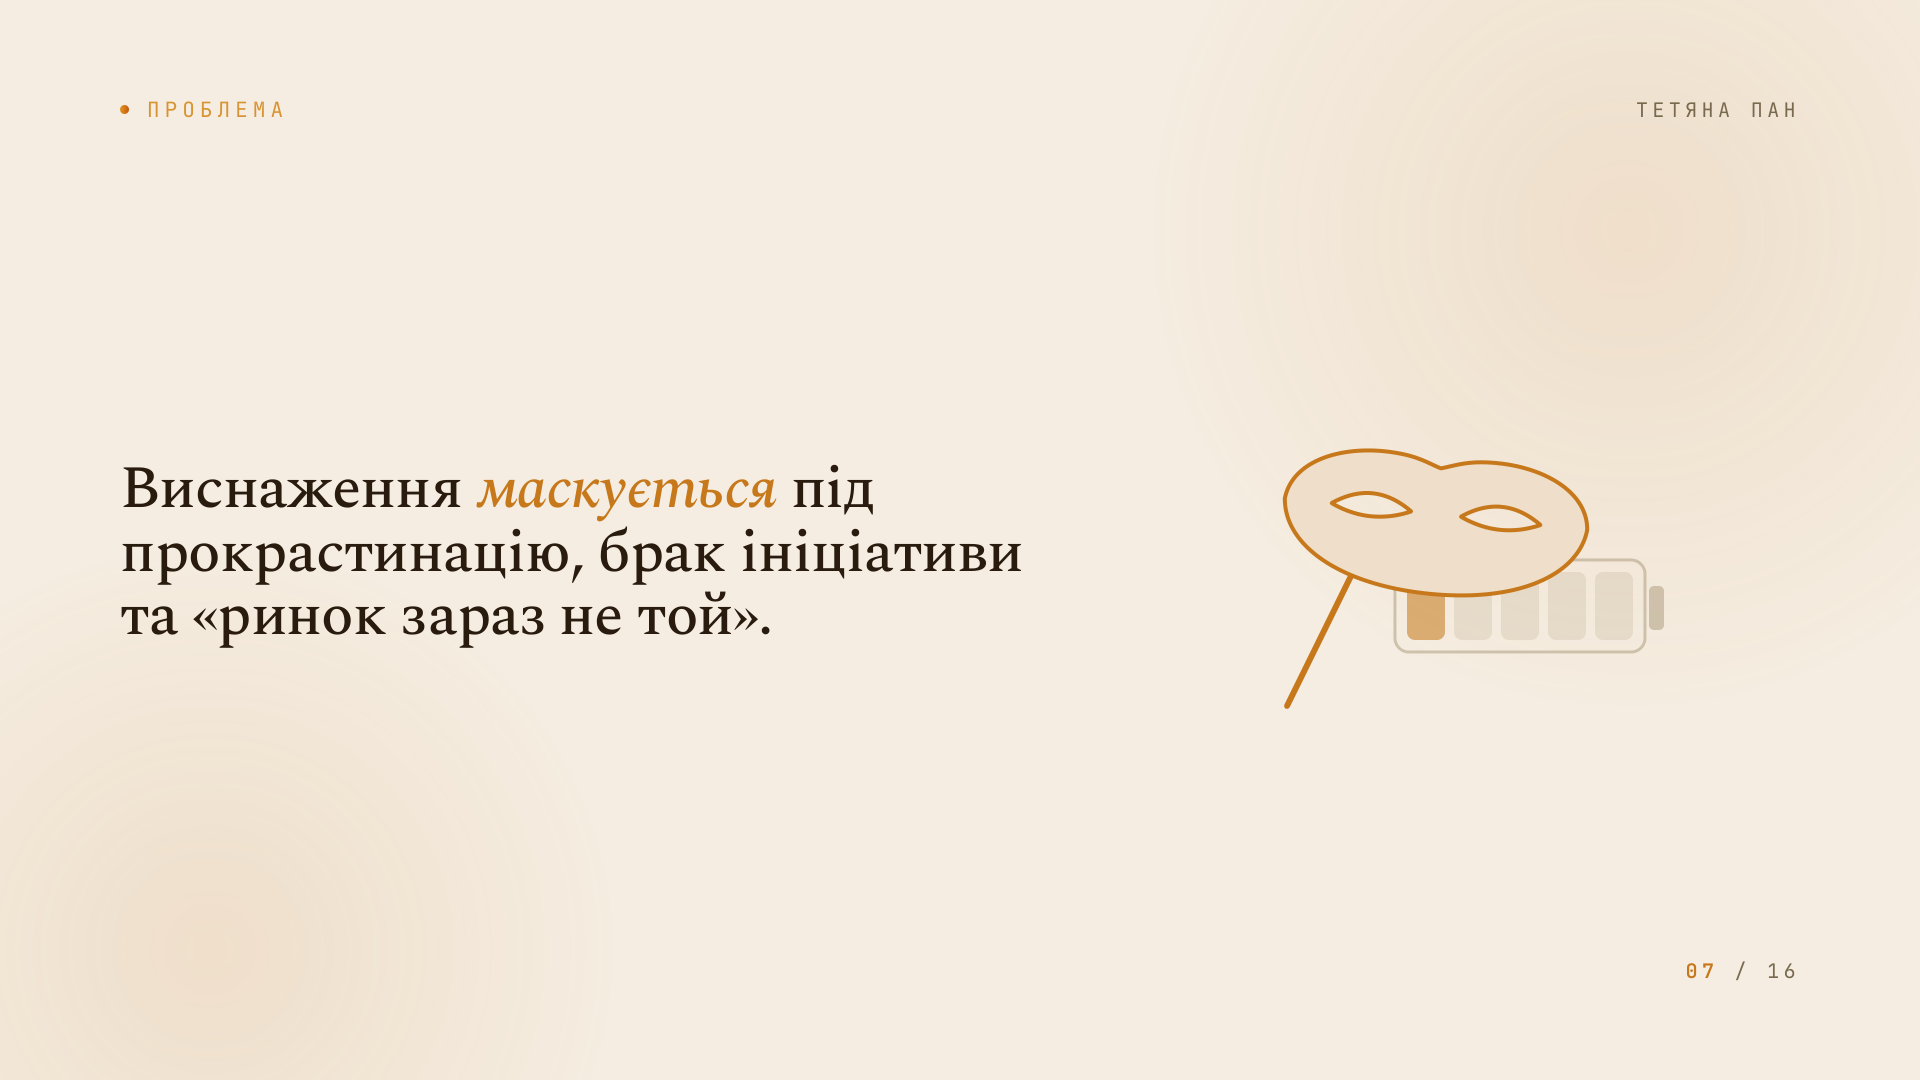 ПРОБЛЕМА
ТЕТЯНА ПАН
Виснаження маскується під
прокрастинацію, брак ініціативи
та «ринок зараз не той».
07 / 16